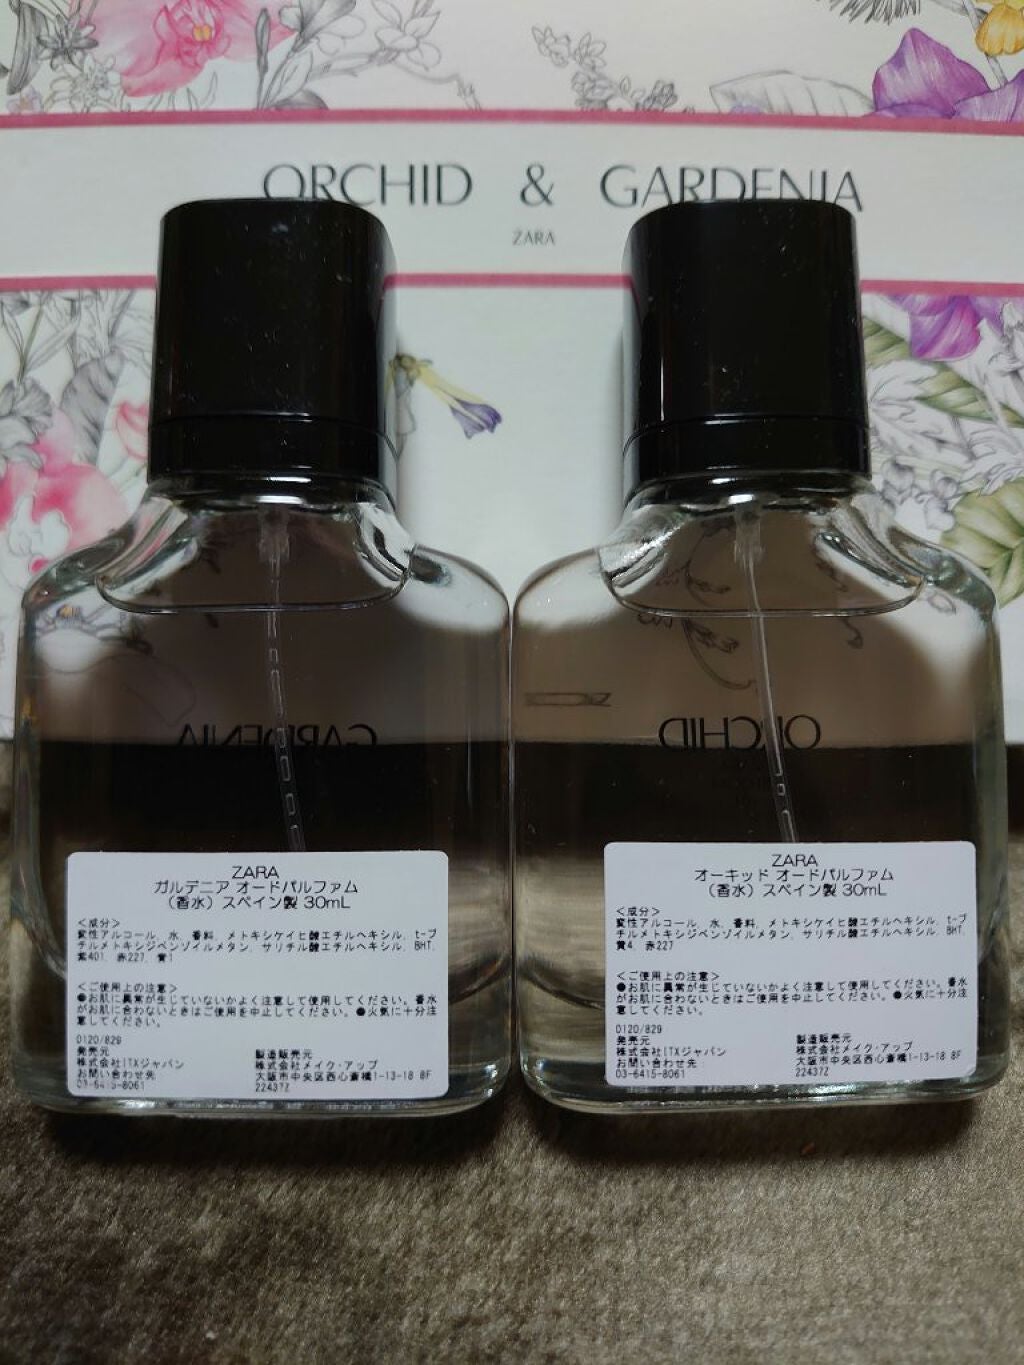 ORCHID & GARDENIA
ZARA
GARDENIA
ORCHID
ZARA
ガルデニア オードパルファム
（香水）スペイン製 30mL
＜成分＞
変性アルコール、水、香料、メトキシケイヒ酸エチルヘキシル、t-ブ
チルメトキシジベンゾイルメタン、サリチル酸エチルヘキシル、BHT、
紫401、赤227、青1
＜ご使用上の注意＞
●お肌に異常が生じていないかよく注意して使用してください。香水
がお肌に合わないときはご使用を中止してください。●火気に十分注
意してください。
0120/829
発売元
株式会社ITXジャパン
お問い合わせ先
03-6415-8061
製造販売元
株式会社メイク・アップ
大阪市中央区西心斎橋1-13-18 8F
22437Z
ZARA
オーキッド オードパルファム
（香水）スペイン製 30mL
＜成分＞
変性アルコール、水、香料、メトキシケイヒ酸エチルヘキシル、t-ブ
チルメトキシジベンゾイルメタン、サリチル酸エチルヘキシル、BHT、
黄4、赤227
＜ご使用上の注意＞
●お肌に異常が生じていないかよく注意して使用してください。香水
がお肌に合わないときはご使用を中止してください。●火気に十分注
意してください。
0120/829
発売元
株式会社ITXジャパン
お問い合わせ先
03-6415-8061
製造販売元
株式会社メイク・アップ
大阪市中央区西心斎橋1-13-18 8F
22437Z